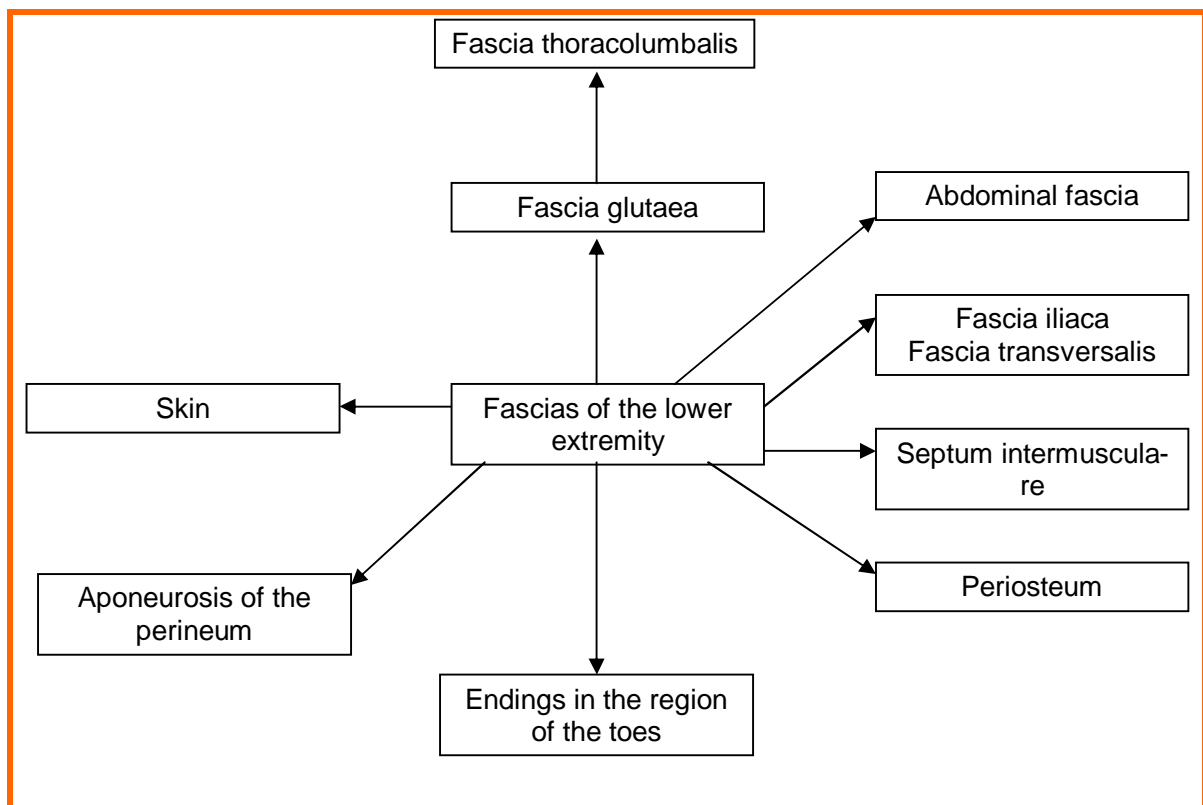 Fascia thoracolumbalis
Fascia glutaea
Abdominal fascia
Fascia iliaca
Fascia transversalis
Skin
Fascias of the lower
extremity
Septum intermuscula-
re
Aponeurosis of the
perineum
Periosteum
Endings in the region
of the toes